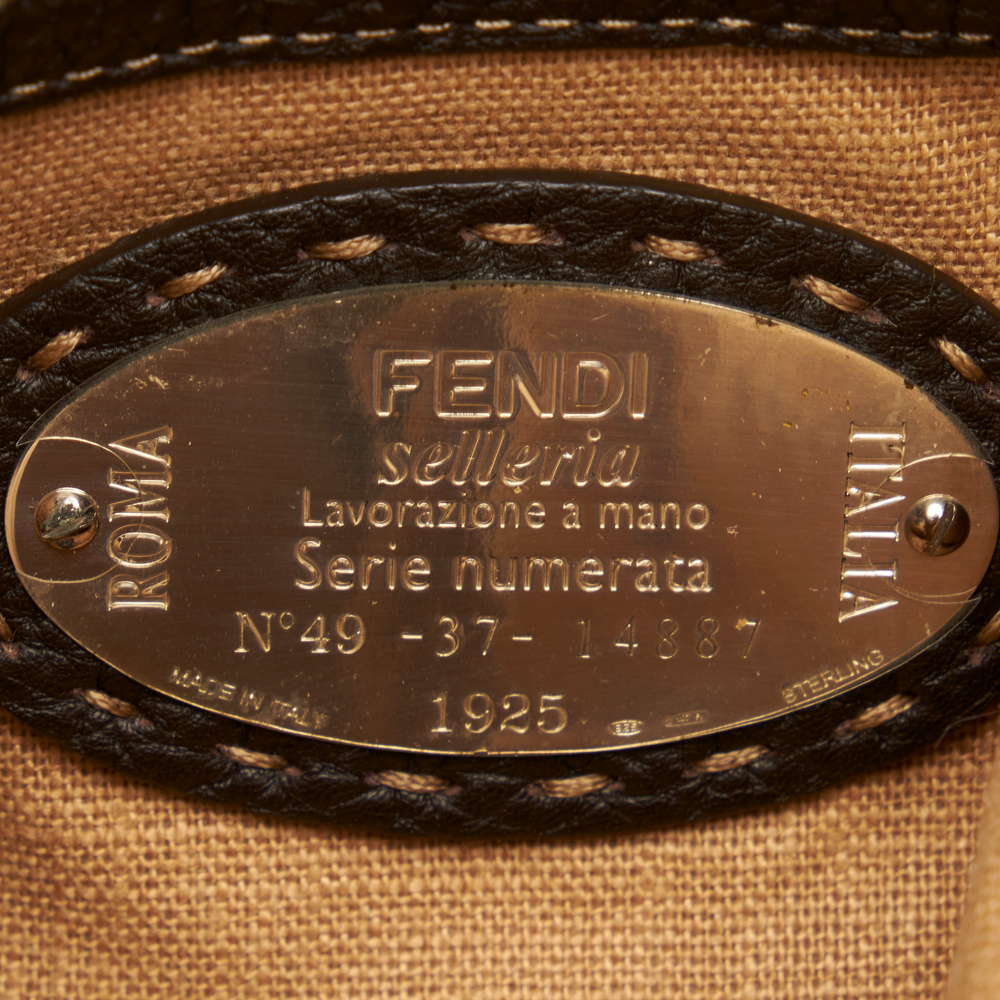 FENDI
selleria
Lavorazione a mano
Serie numerata
N°49 -37- 14887
1925
ROMA
ITALIA
MADE IN ITALY
STERLING